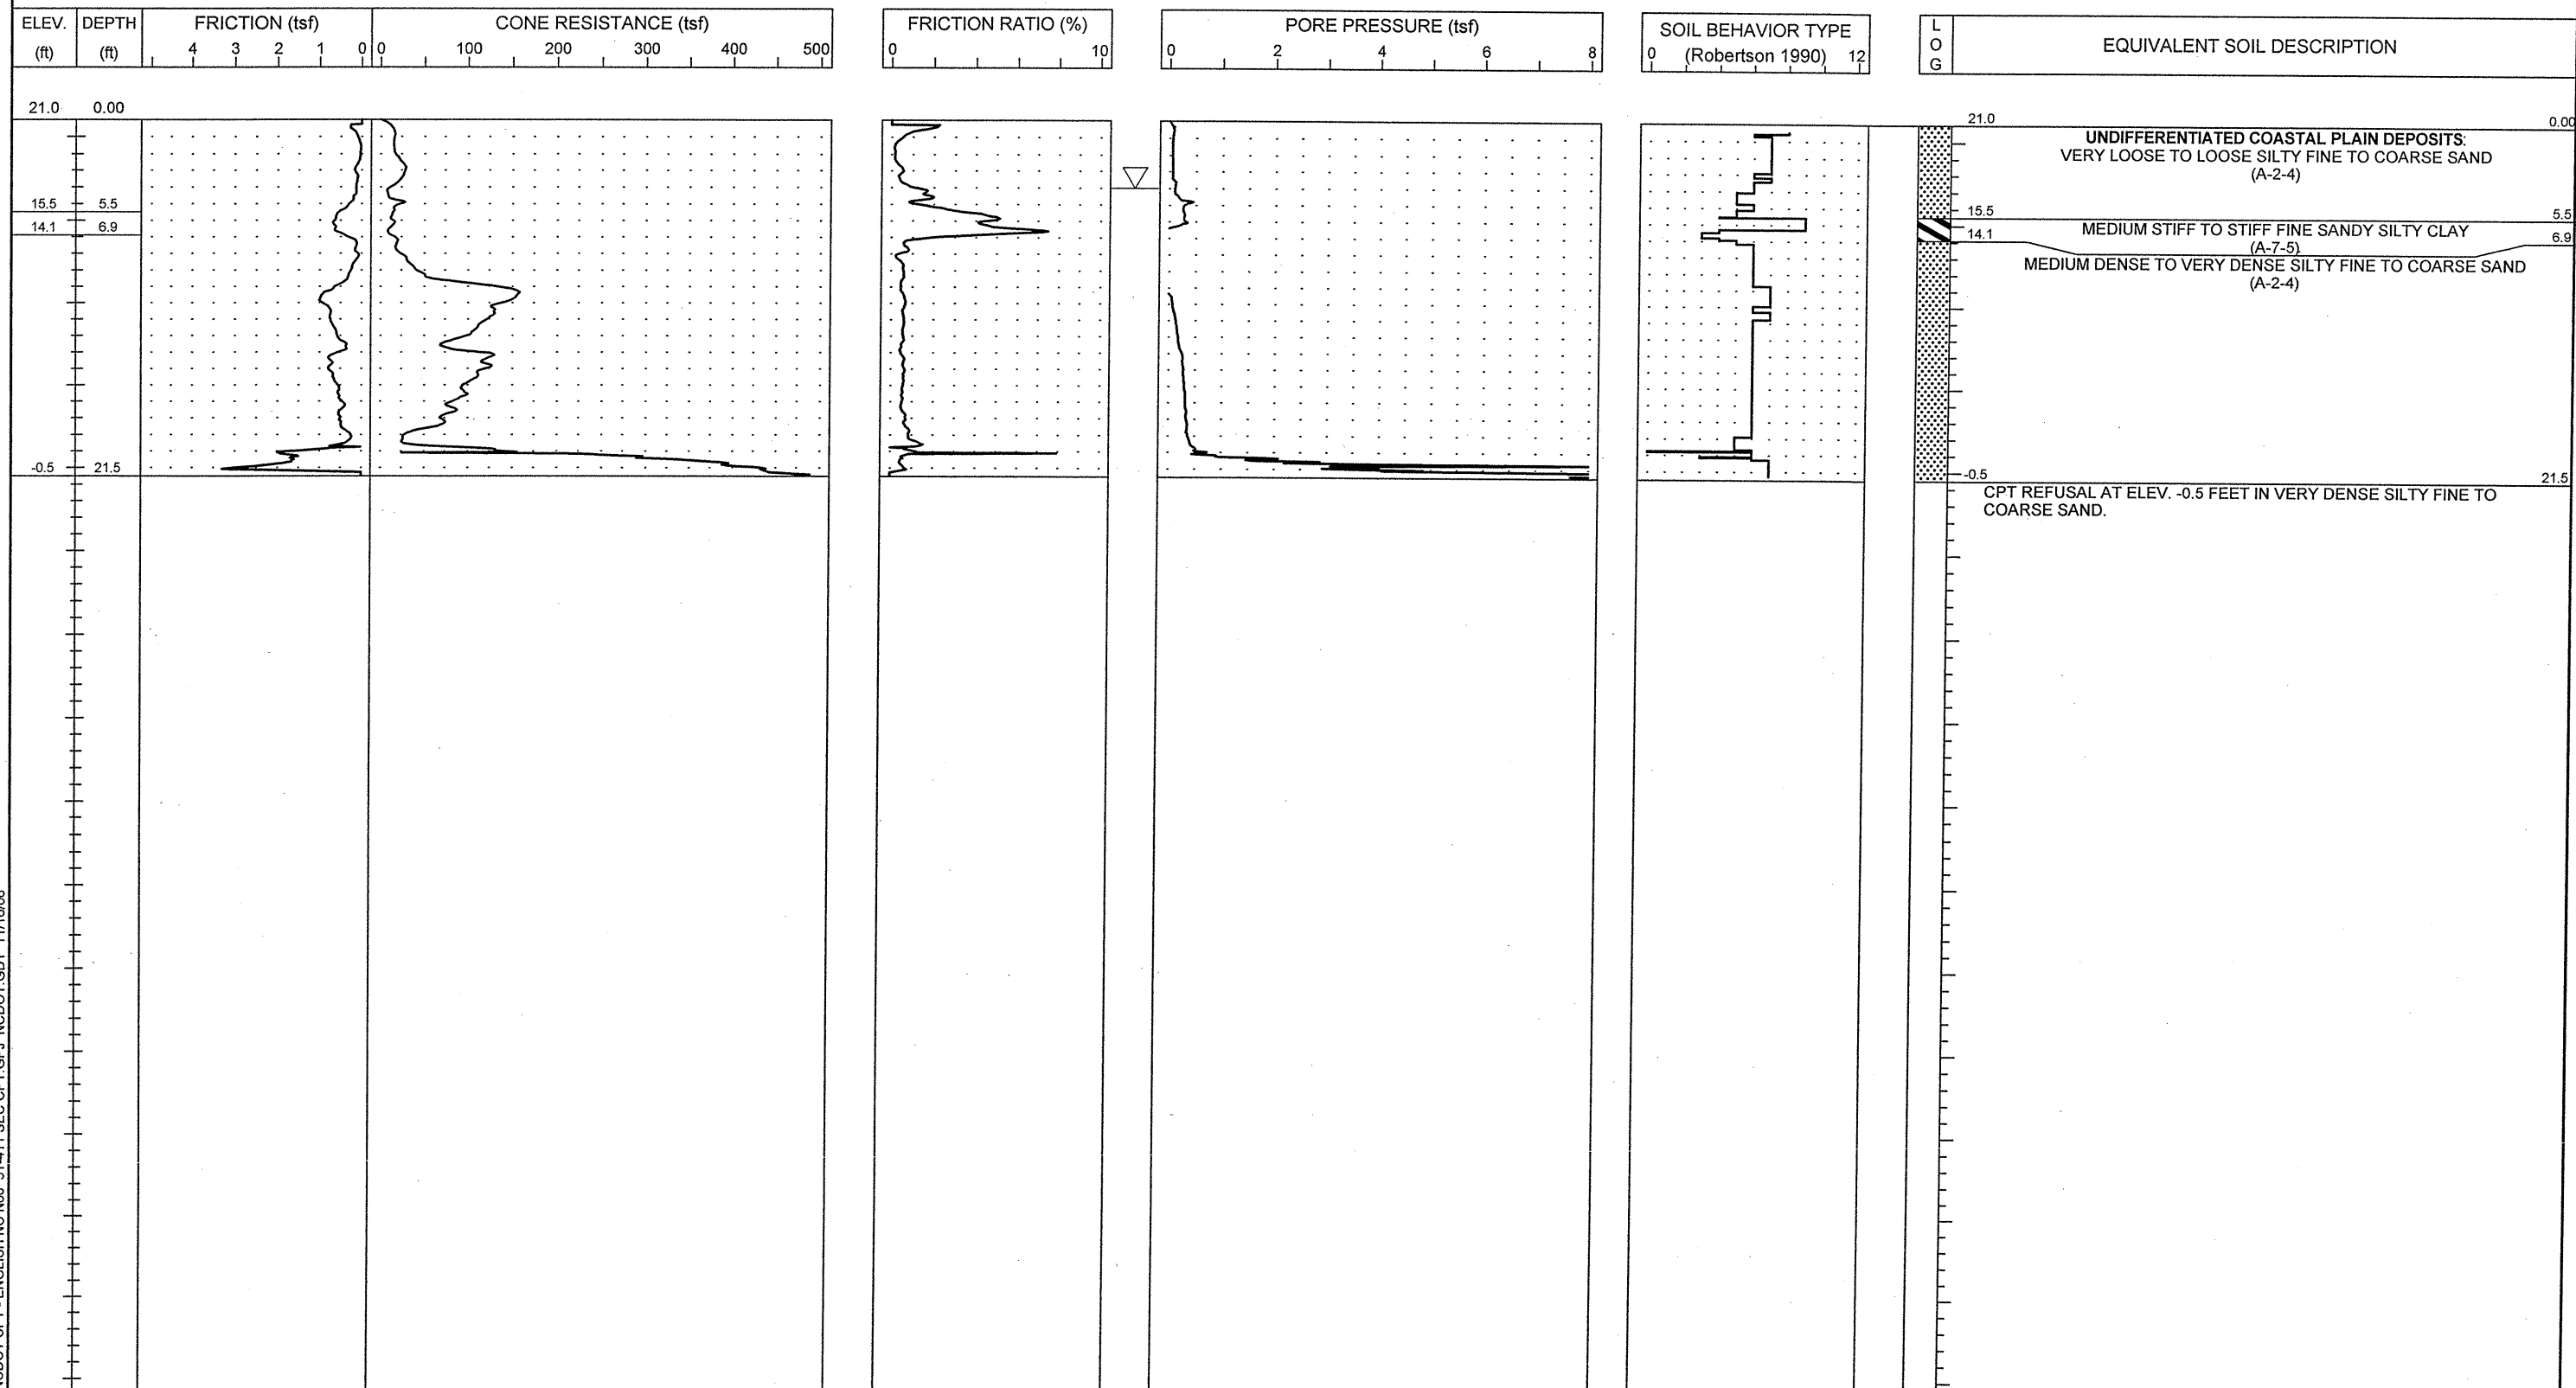 ELEV. (ft)
DEPTH (ft)
FRICTION (tsf)
4 3 2 1 0
CONE RESISTANCE (tsf)
0 100 200 300 400 500
FRICTION RATIO (%)
0 10
PORE PRESSURE (tsf)
0 2 4 6 8
SOIL BEHAVIOR TYPE
(Robertson 1990)
0 12
LOG
EQUIVALENT SOIL DESCRIPTION
21.0 0.00
15.5 5.5
14.1 6.9
-0.5 21.5
21.0 0.00
UNDIFFERENTIATED COASTAL PLAIN DEPOSITS:
VERY LOOSE TO LOOSE SILTY FINE TO COARSE SAND
(A-2-4)
15.5 5.5
MEDIUM STIFF TO STIFF FINE SANDY SILTY CLAY
14.1 6.9
(A-7-5)
MEDIUM DENSE TO VERY DENSE SILTY FINE TO COARSE SAND
(A-2-4)
-0.5 21.5
CPT REFUSAL AT ELEV. -0.5 FEET IN VERY DENSE SILTY FINE TO
COARSE SAND.